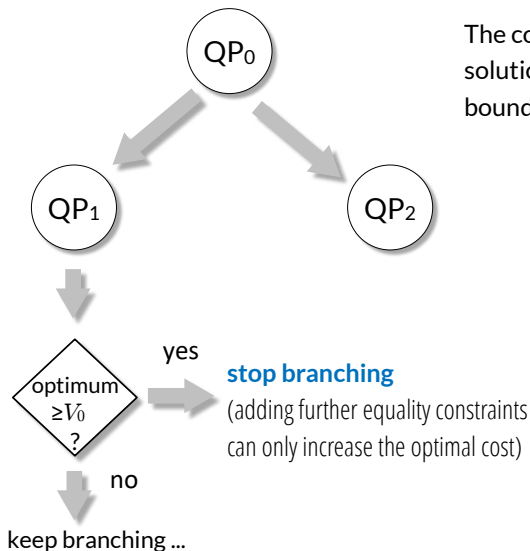 QP₀
The co
solutio
bound
QP₁
QP₂
optimum
≥V₀
?
yes
stop branching
(adding further equality constraints
can only increase the optimal cost)
no
keep branching ...